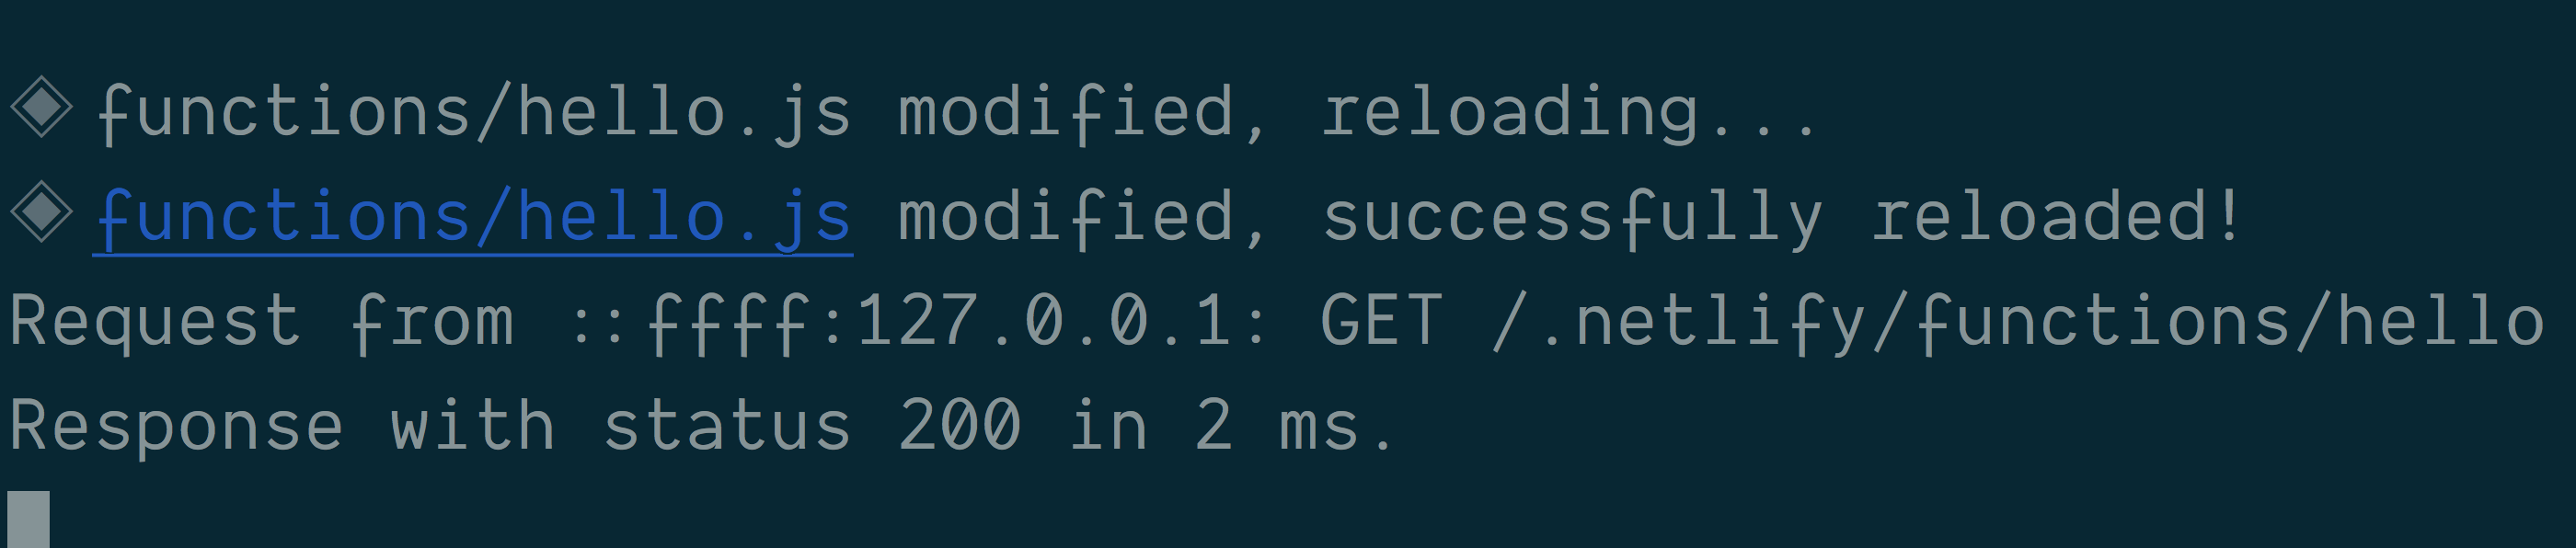 ◈ functions/hello.js modified, reloading...
◈ functions/hello.js modified, successfully reloaded!
Request from ::ffff:127.0.0.1: GET /.netlify/functions/hello
Response with status 200 in 2 ms.